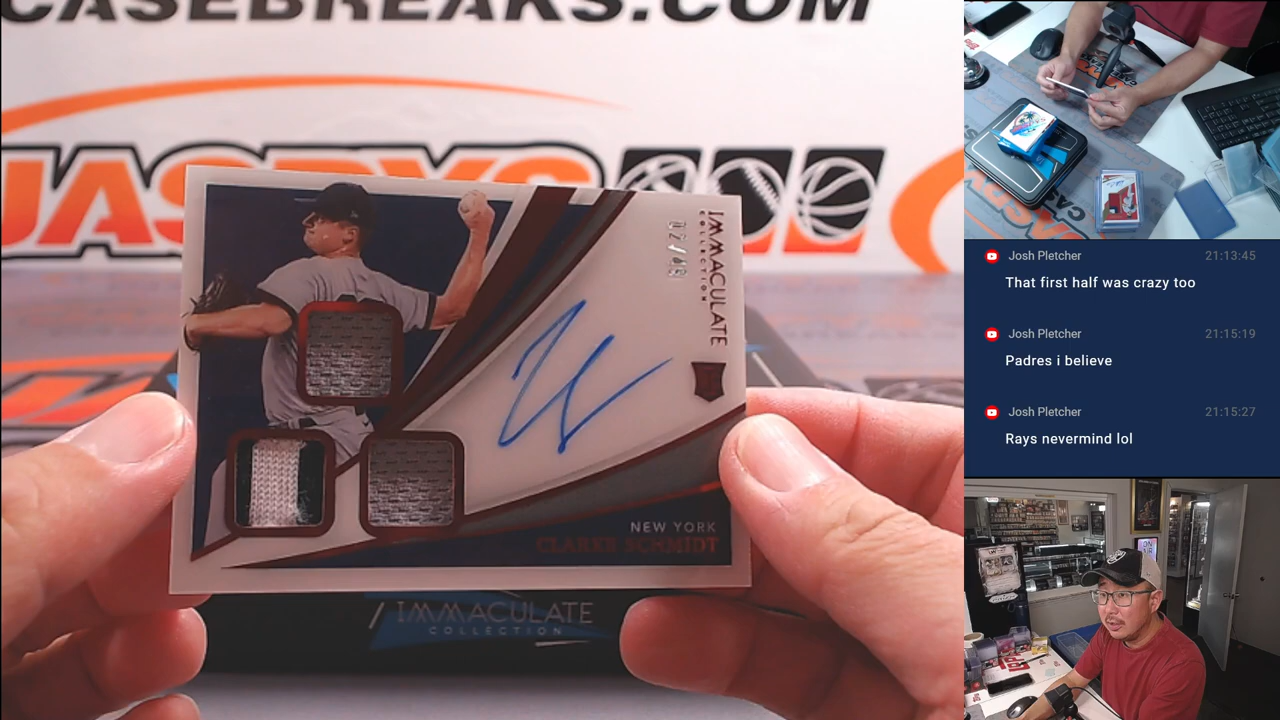 CASEBREAKS.COM
JASPYS
IMMACULATE
COLLECTION
NEW YORK
CLARKE SCHMIDT
IMMACULATE
COLLECTION
Josh Pletcher
21:13:45
That first half was crazy too
Josh Pletcher
21:15:19
Padres i believe
Josh Pletcher
21:15:27
Rays nevermind lol